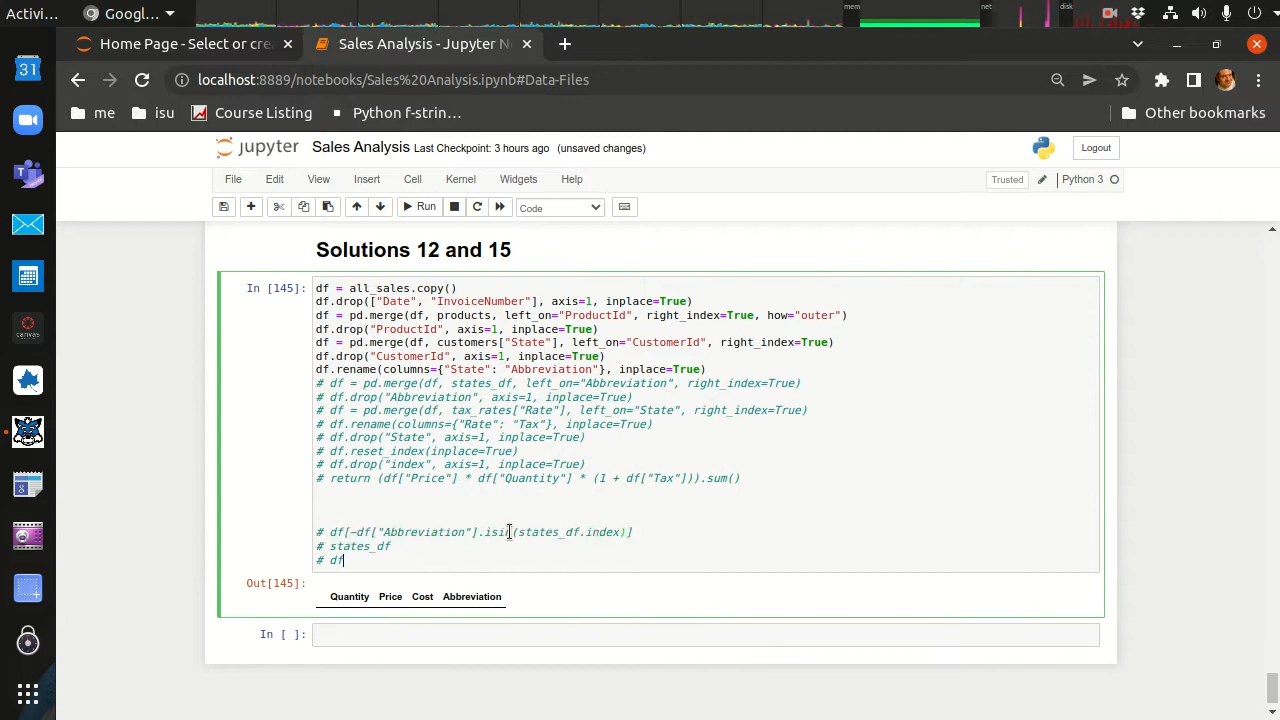 Activi
Googl...
mem
net
disk
Home Page - Select or crea
Sales Analysis - Jupyter N
localhost:8889/notebooks/Sales%20Analysis.ipynb#Data-Files
me
isu
Course Listing
Python f-strin...
Other bookmarks
31
jupyter
Sales Analysis Last Checkpoint: 3 hours ago (unsaved changes)
Logout
File Edit View Insert Cell Kernel Widgets Help
Trusted
Python 3
Run
Code
Solutions 12 and 15
In [145]:
df = all_sales.copy()
df.drop(["Date", "InvoiceNumber"], axis=1, inplace=True)
df = pd.merge(df, products, left_on="ProductId", right_index=True, how="outer")
df.drop("ProductId", axis=1, inplace=True)
df = pd.merge(df, customers["State"], left_on="CustomerId", right_index=True)
df.drop("CustomerId", axis=1, inplace=True)
df.rename(columns={"State": "Abbreviation"}, inplace=True)
# df = pd.merge(df, states_df, left_on="Abbreviation", right_index=True)
# df.drop("Abbreviation", axis=1, inplace=True)
# df = pd.merge(df, tax_rates["Rate"], left_on="State", right_index=True)
# df.rename(columns={"Rate": "Tax"}, inplace=True)
# df.drop("State", axis=1, inplace=True)
# df.reset_index(inplace=True)
# df.drop("index", axis=1, inplace=True)
# return (df["Price"] * df["Quantity"] * (1 + df["Tax"])).sum()
# df[~df["Abbreviation"].isin(states_df.index)]
# states_df
# df
Out[145]:
Quantity Price Cost Abbreviation
In [ ]:
canvas